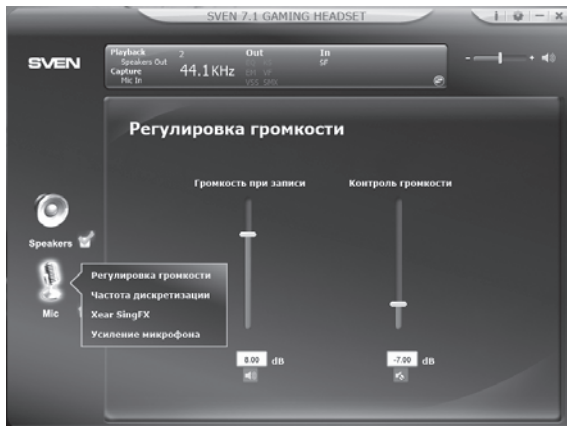 SVEN 7.1 GAMING HEADSET
SVEN
Playback
Speakers Out
Capture
Mic In
2
44.1KHz
Out
In
SF
VSS SMX
Регулировка громкости
Громкость при записи
Контроль громкости
Speakers
Mic
Регулировка громкости
Частота дискретизации
Xear SingFX
Усиление микрофона
8.00 dB
-7.00 dB